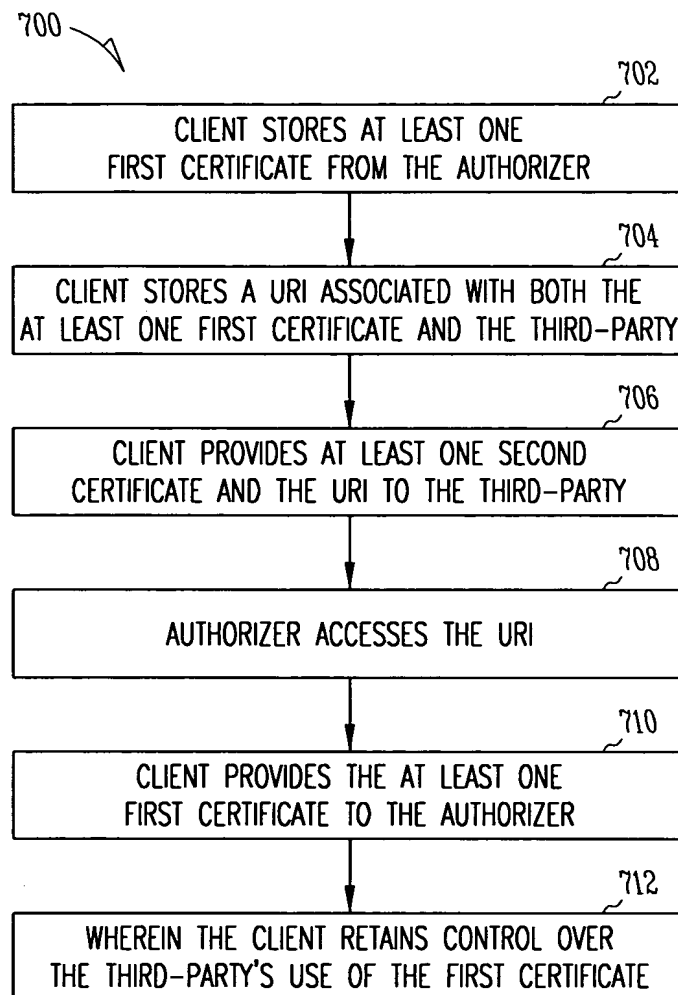 700
702
CLIENT STORES AT LEAST ONE
FIRST CERTIFICATE FROM THE AUTHORIZER
704
CLIENT STORES A URI ASSOCIATED WITH BOTH THE
AT LEAST ONE FIRST CERTIFICATE AND THE THIRD-PARTY
706
CLIENT PROVIDES AT LEAST ONE SECOND
CERTIFICATE AND THE URI TO THE THIRD-PARTY
708
AUTHORIZER ACCESSES THE URI
710
CLIENT PROVIDES THE AT LEAST ONE
FIRST CERTIFICATE TO THE AUTHORIZER
712
WHEREIN THE CLIENT RETAINS CONTROL OVER
THE THIRD-PARTY'S USE OF THE FIRST CERTIFICATE